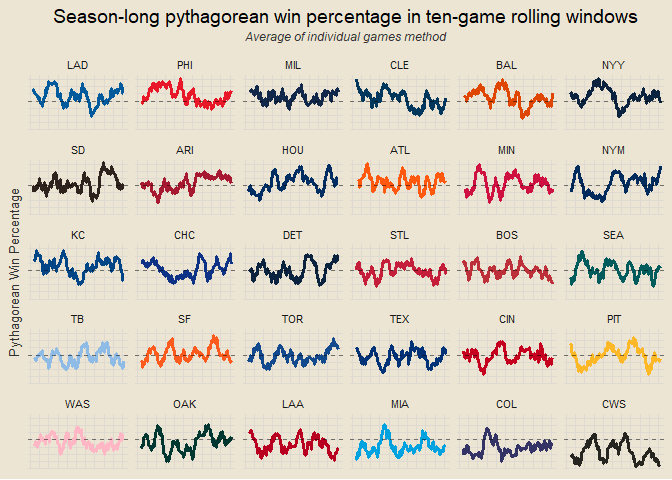 Season-long pythagorean win percentage in ten-game rolling windows
Average of individual games method
LAD PHI MIL CLE BAL NYY
SD ARI HOU ATL MIN NYM
KC CHC DET STL BOS SEA
TB SF TOR TEX CIN PIT
WAS OAK LAA MIA COL CWS
Pythagorean Win Percentage